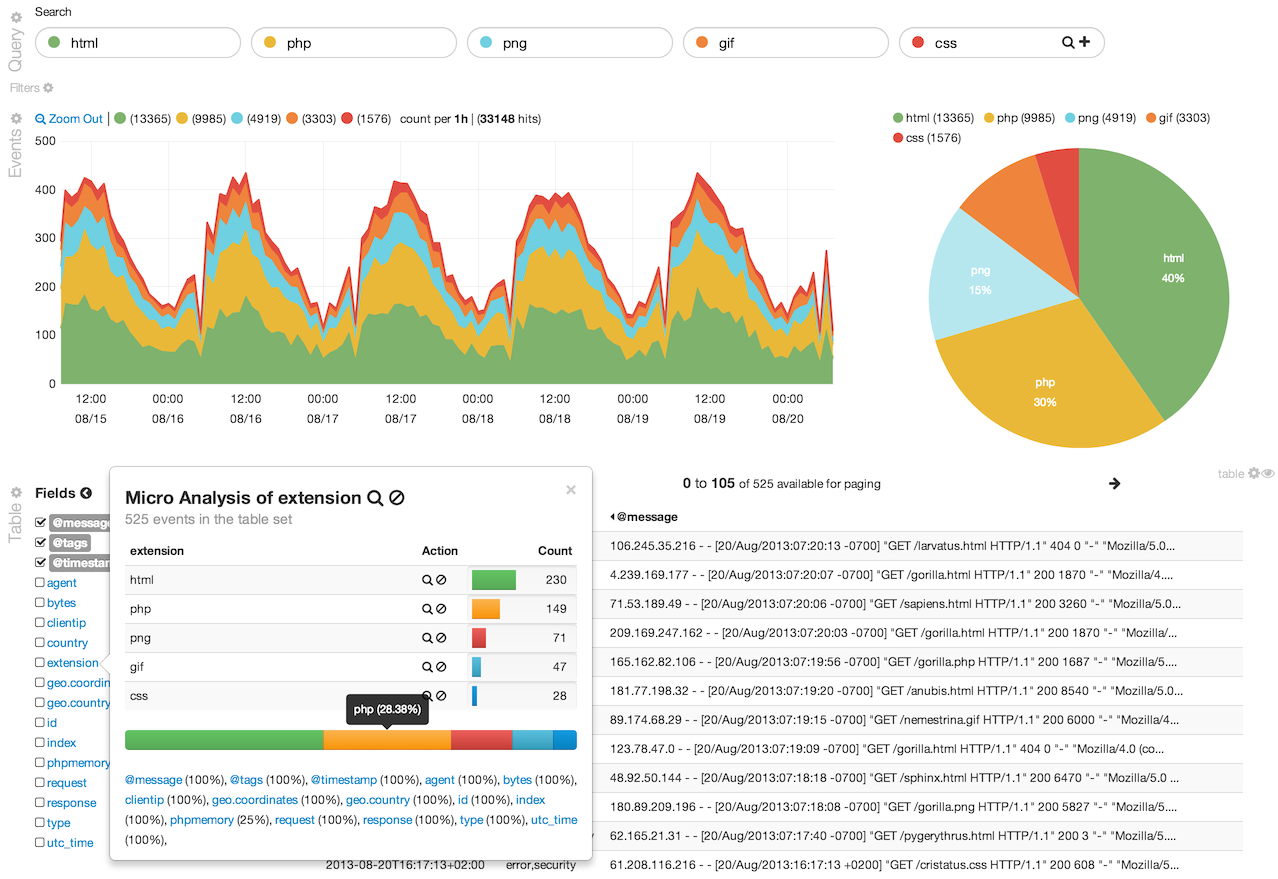 Search
Query
html php png gif css
Filters
Events
Zoom Out | (13365) (9985) (4919) (3303) (1576) count per 1h | (33148 hits)
500
400
300
200
100
0
12:00 00:00 12:00 00:00 12:00 00:00 12:00 00:00 12:00 00:00
08/15 08/16 08/16 08/17 08/17 08/18 08/18 08/19 08/19 08/20
html (13365) php (9985) png (4919) gif (3303)
css (1576)
html
40%
png
15%
php
30%
table
Table
Fields
@message
@tags
@timestam
agent
bytes
clientip
country
extension
geo.coordin
geo.country
id
index
phpmemory
request
response
type
utc_time
Micro Analysis of extension
×
525 events in the table set
extension Action Count
html 230
php 149
png 71
gif 47
css 28
php (28.38%)
@message (100%), @tags (100%), @timestamp (100%), agent (100%), bytes (100%),
clientip (100%), geo.coordinates (100%), geo.country (100%), id (100%), index
(100%), phpmemory (25%), request (100%), response (100%), type (100%), utc_time
(100%),
0 to 105 of 525 available for paging
@message
106.245.35.216 - - [20/Aug/2013:07:20:13 -0700] "GET /larvatus.html HTTP/1.1" 404 0 "-" "Mozilla/5.0...
4.239.169.177 - - [20/Aug/2013:07:20:07 -0700] "GET /gorilla.html HTTP/1.1" 200 1870 "-" "Mozilla/4....
71.53.189.49 - - [20/Aug/2013:07:20:06 -0700] "GET /sapiens.html HTTP/1.1" 200 3260 "-" "Mozilla/5.0...
209.169.247.162 - - [20/Aug/2013:07:20:03 -0700] "GET /gorilla.html HTTP/1.1" 200 1870 "-" "Mozilla/...
165.162.82.106 - - [20/Aug/2013:07:19:56 -0700] "GET /gorilla.php HTTP/1.1" 200 1687 "-" "Mozilla/5....
181.77.198.32 - - [20/Aug/2013:07:19:20 -0700] "GET /anubis.html HTTP/1.1" 200 8540 "-" "Mozilla/5.0...
89.174.68.29 - - [20/Aug/2013:07:19:15 -0700] "GET /nemestrina.gif HTTP/1.1" 200 6000 "-" "Mozilla/4...
123.78.47.0 - - [20/Aug/2013:07:19:09 -0700] "GET /gorilla.html HTTP/1.1" 404 0 "-" "Mozilla/4.0 (co...
48.92.50.144 - - [20/Aug/2013:07:18:18 -0700] "GET /sphinx.html HTTP/1.1" 200 6470 "-" "Mozilla/5.0 ...
180.89.209.196 - - [20/Aug/2013:07:18:08 -0700] "GET /gorilla.png HTTP/1.1" 200 5827 "-" "Mozilla/5....
62.165.21.31 - - [20/Aug/2013:07:17:40 -0700] "GET /pygerythrus.html HTTP/1.1" 200 3 "-" "Mozilla/5....
2013-08-20T16:17:13+02:00 error,security 61.208.116.216 - - [20/Aug/2013:16:17:13 +0200] "GET /cristatus.css HTTP/1.1" 200 608 "-" "Mozilla/5...